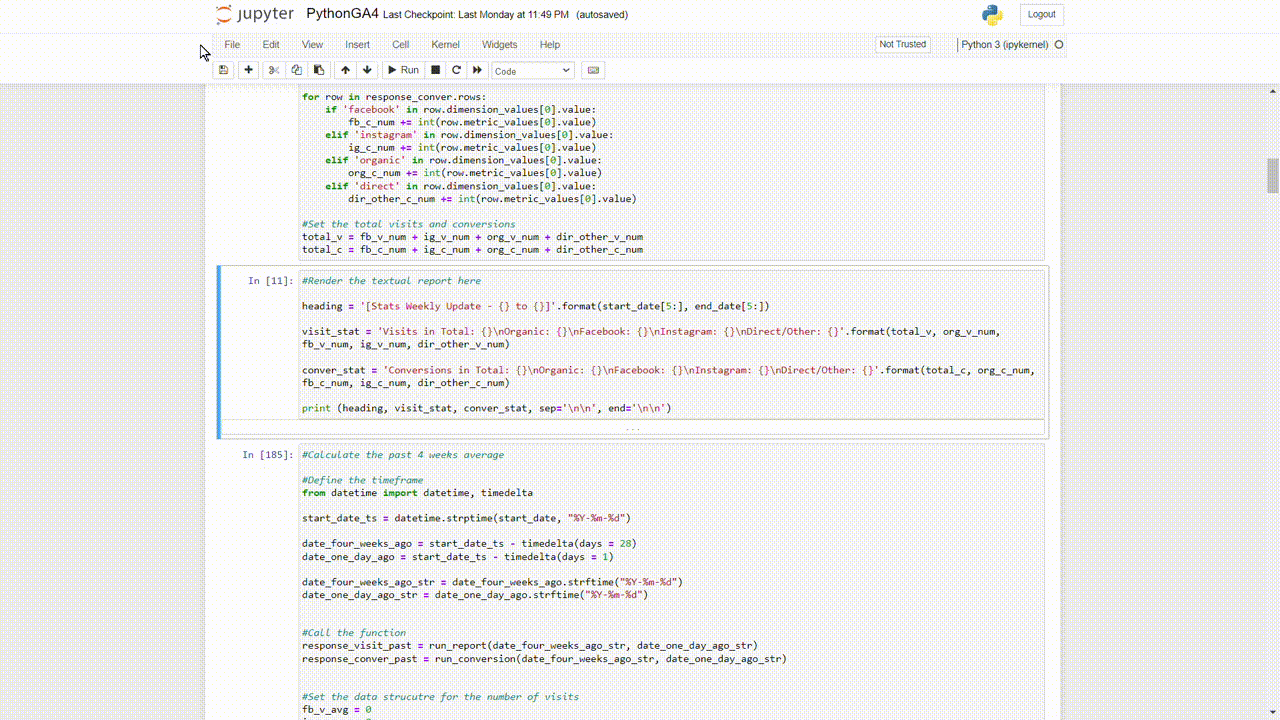 jupyter PythonGA4 Last Checkpoint: Last Monday at 11:49 PM (autosaved)
Logout
File Edit View Insert Cell Kernel Widgets Help
Not Trusted
Python 3 (ipykernel)
Run
Code
for row in response_conver.rows:
    if 'facebook' in row.dimension_values[0].value:
        fb_c_num += int(row.metric_values[0].value)
    elif 'instagram' in row.dimension_values[0].value:
        ig_c_num += int(row.metric_values[0].value)
    elif 'organic' in row.dimension_values[0].value:
        org_c_num += int(row.metric_values[0].value)
    elif 'direct' in row.dimension_values[0].value:
        dir_other_c_num += int(row.metric_values[0].value)
#Set the total visits and conversions
total_v = fb_v_num + ig_v_num + org_v_num + dir_other_v_num
total_c = fb_c_num + ig_c_num + org_c_num + dir_other_c_num
In [11]: #Render the textual report here
heading = '[Stats Weekly Update - {} to {}]'.format(start_date[5:], end_date[5:])
visit_stat = 'Visits in Total: {}\nOrganic: {}\nFacebook: {}\nInstagram: {}\nDirect/Other: {}'.format(total_v, org_v_num,
fb_v_num, ig_v_num, dir_other_v_num)
conver_stat = 'Conversions in Total: {}\nOrganic: {}\nFacebook: {}\nInstagram: {}\nDirect/Other: {}'.format(total_c, org_c_num,
fb_c_num, ig_c_num, dir_other_c_num)
print (heading, visit_stat, conver_stat, sep='\n\n', end='\n\n')
...
In [185]: #Calculate the past 4 weeks average
#Define the timeframe
from datetime import datetime, timedelta
start_date_ts = datetime.strptime(start_date, "%Y-%m-%d")
date_four_weeks_ago = start_date_ts - timedelta(days = 28)
date_one_day_ago = start_date_ts - timedelta(days = 1)
date_four_weeks_ago_str = date_four_weeks_ago.strftime("%Y-%m-%d")
date_one_day_ago_str = date_one_day_ago.strftime("%Y-%m-%d")
#Call the function
response_visit_past = run_report(date_four_weeks_ago_str, date_one_day_ago_str)
response_conver_past = run_conversion(date_four_weeks_ago_str, date_one_day_ago_str)
#Set the data strucutre for the number of visits
fb_v_avg = 0